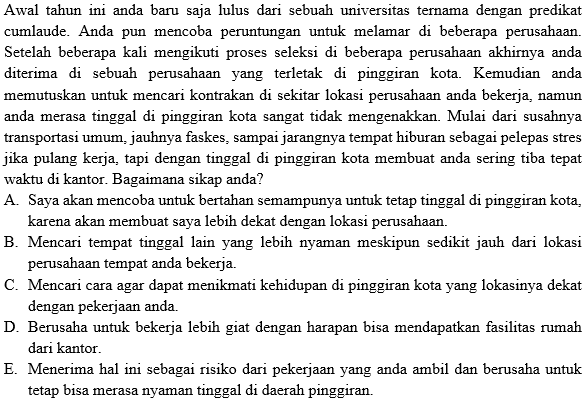 Awal tahun ini anda baru saja lulus dari sebuah universitas ternama dengan predikat
cumlaude. Anda pun mencoba peruntungan untuk melamar di beberapa perusahaan.
Setelah beberapa kali mengikuti proses seleksi di beberapa perusahaan akhirnya anda
diterima di sebuah perusahaan yang terletak di pinggiran kota. Kemudian anda
memutuskan untuk mencari kontrakan di sekitar lokasi perusahaan anda bekerja, namun
anda merasa tinggal di pinggiran kota sangat tidak mengenakkan. Mulai dari susahnya
transportasi umum, jauhnya faskes, sampai jarangnya tempat hiburan sebagai pelepas stres
jika pulang kerja, tapi dengan tinggal di pinggiran kota membuat anda sering tiba tepat
waktu di kantor. Bagaimana sikap anda?
A. Saya akan mencoba untuk bertahan semampunya untuk tetap tinggal di pinggiran kota,
karena akan membuat saya lebih dekat dengan lokasi perusahaan.
B. Mencari tempat tinggal lain yang lebih nyaman meskipun sedikit jauh dari lokasi
perusahaan tempat anda bekerja.
C. Mencari cara agar dapat menikmati kehidupan di pinggiran kota yang lokasinya dekat
dengan pekerjaan anda.
D. Berusaha untuk bekerja lebih giat dengan harapan bisa mendapatkan fasilitas rumah
dari kantor.
E. Menerima hal ini sebagai risiko dari pekerjaan yang anda ambil dan berusaha untuk
tetap bisa merasa nyaman tinggal di daerah pinggiran.